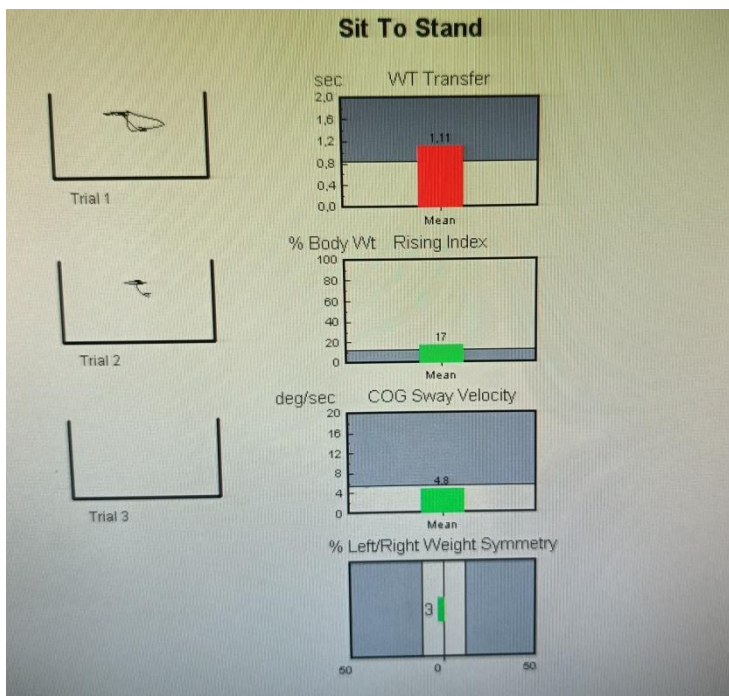 Sit To Stand
Trial 1
Trial 2
Trial 3
sec WT Transfer
2,0
1,6
1,2
0,8
0,4
0,0
1,11
Mean
% Body Wt Rising Index
100
80
60
40
20
0
17
Mean
deg/sec COG Sway Velocity
20
16
12
8
4
0
4.8
Mean
% Left/Right Weight Symmetry
3
50 0 50